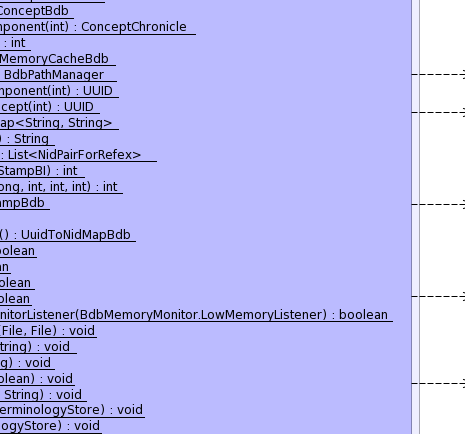 ConceptBdb
nponent(int) : ConceptChronicle
: int
MemoryCacheBdb
BdbPathManager
nponent(int) : UUID
cept(int) : UUID
ap<String, String>
) : String
: List<NidPairForRefex>
StampBI) : int
ong, int, int, int) : int
ampBdb
() : UuidToNidMapBdb
oolean
an
olean
olean
nitorListener(BdbMemoryMonitor.LowMemoryListener) : boolean
(File, File) : void
tring) : void
g) : void
olean) : void
String) : void
erminologyStore) : void
logyStore) : void